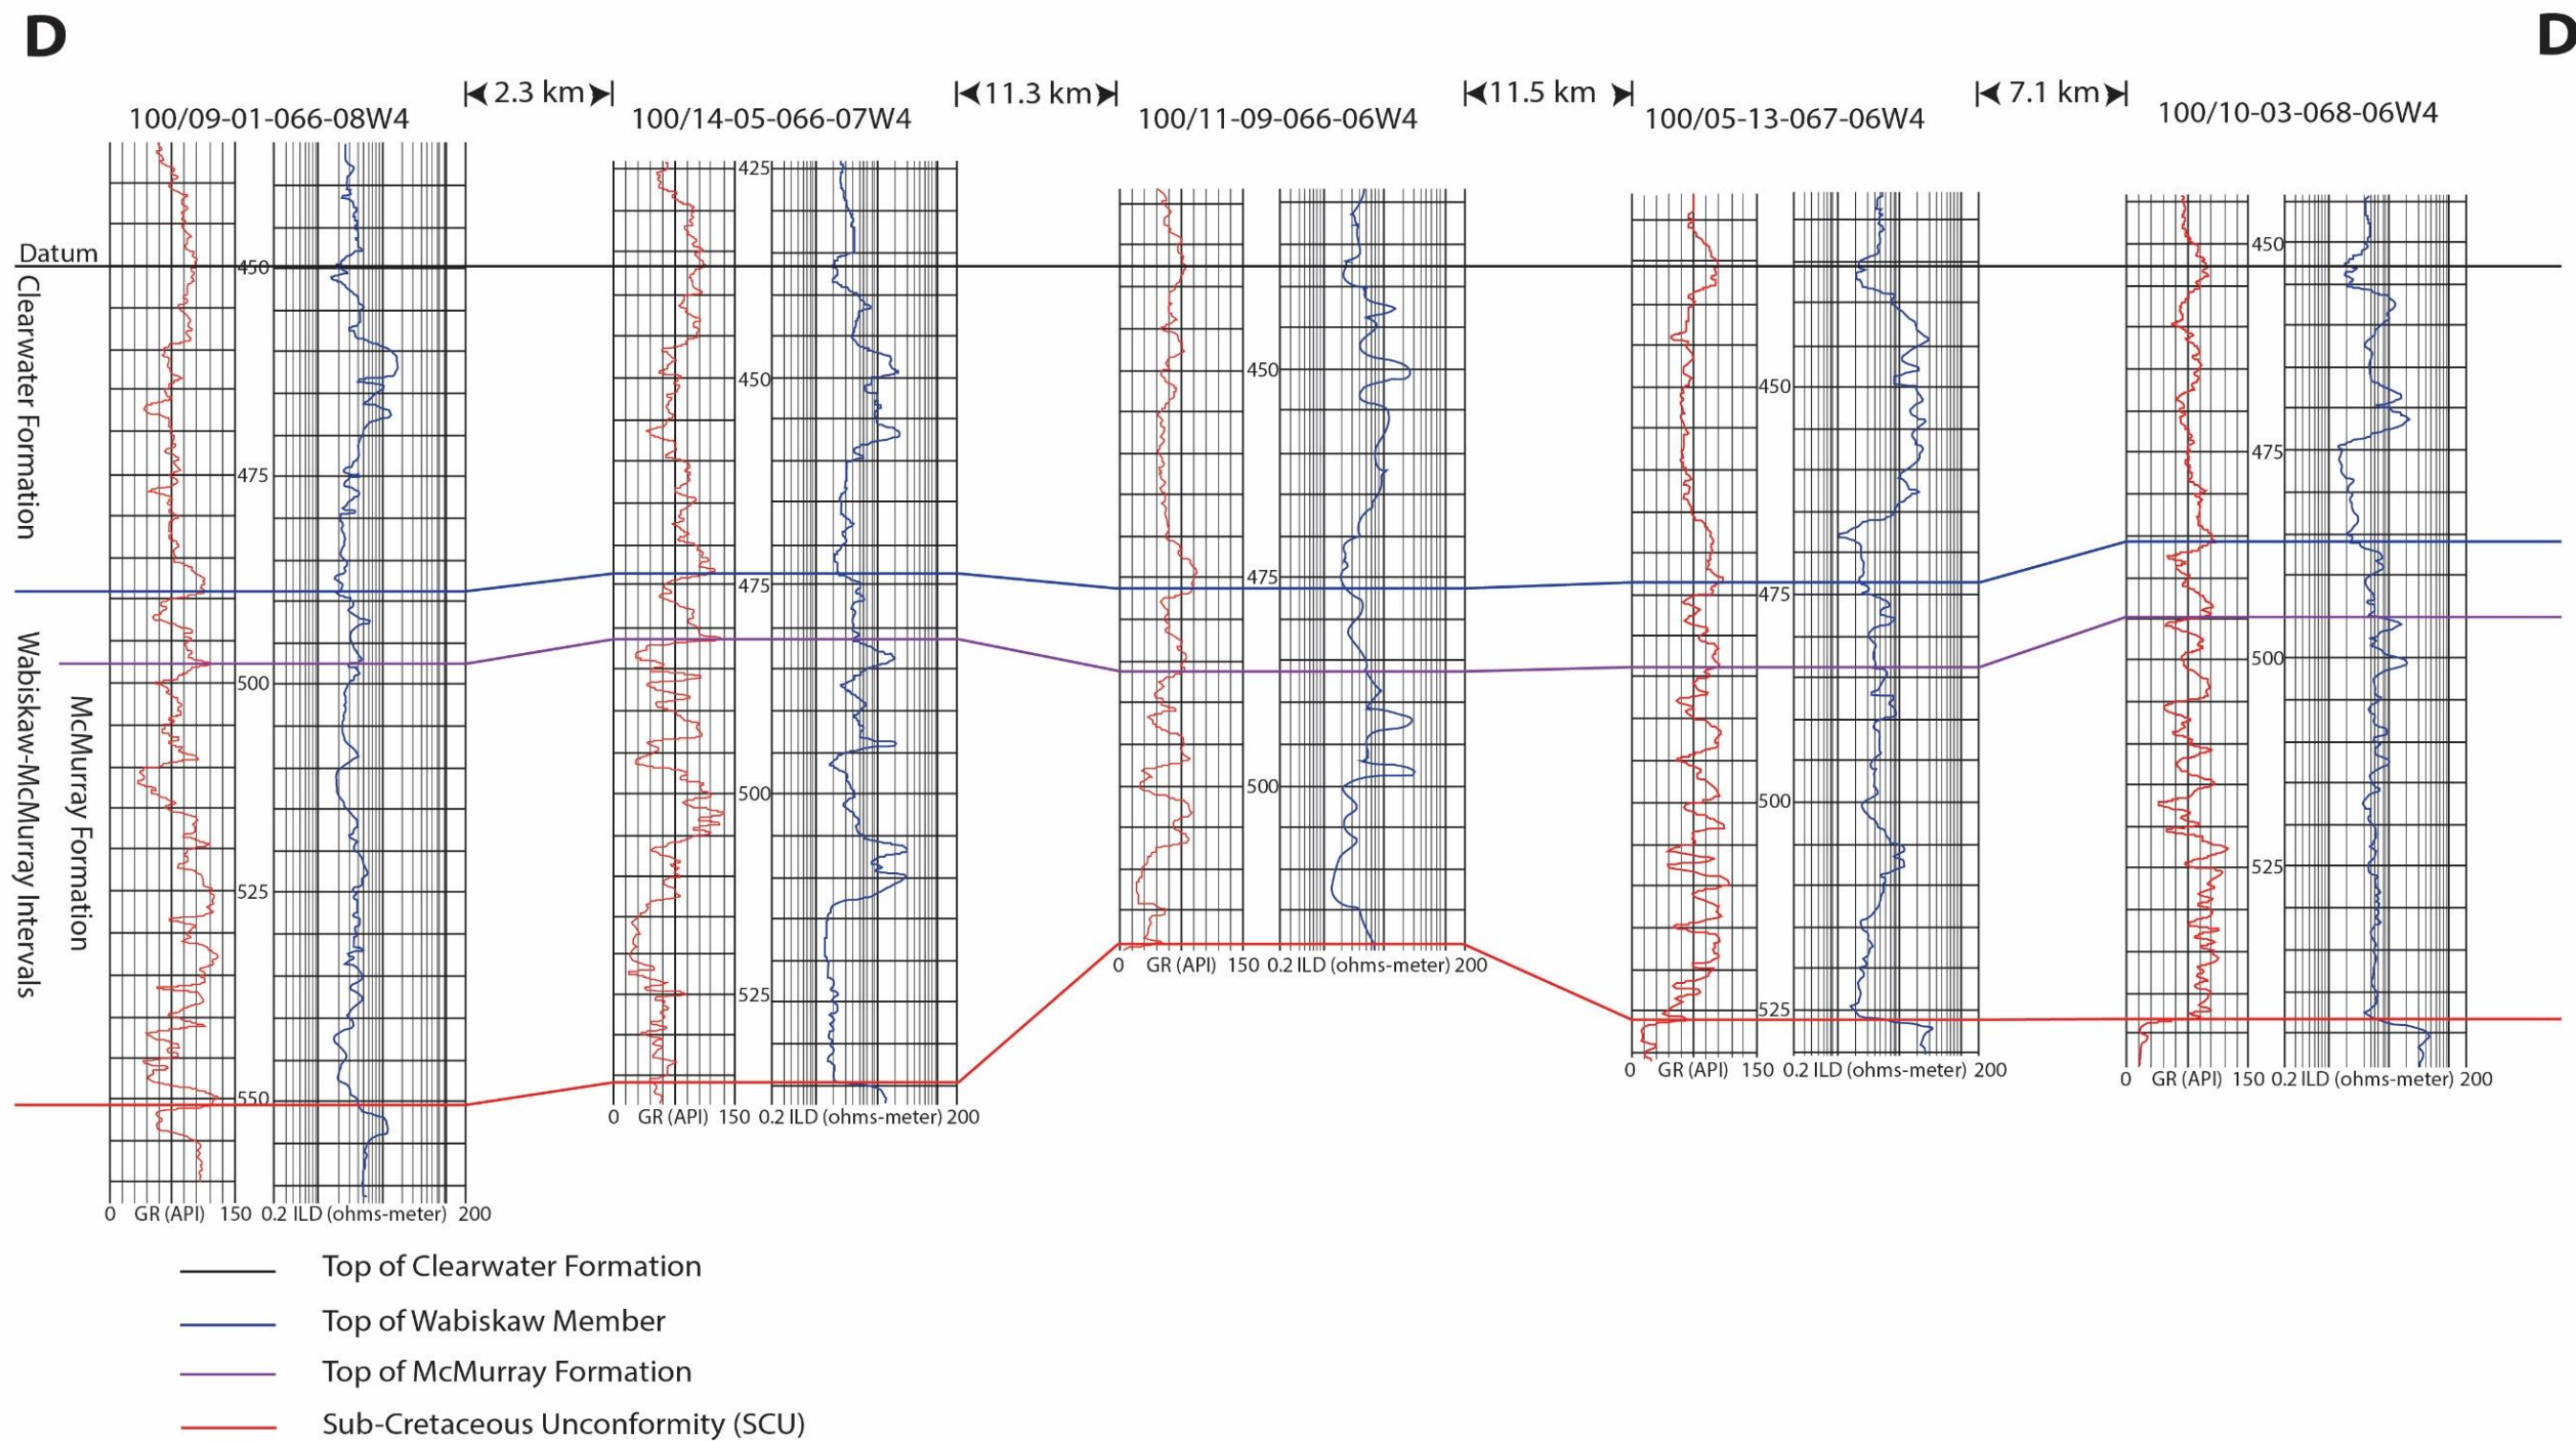 D
D
2.3 km
11.3 km
11.5 km
7.1 km
100/09-01-066-08W4
100/14-05-066-07W4
100/11-09-066-06W4
100/05-13-067-06W4
100/10-03-068-06W4
Datum
Clearwater Formation
Wabiskaw-McMurray Intervals
McMurray Formation
450
475
500
525
550
0 GR (API) 150 0.2 ILD (ohms-meter) 200
425
450
475
500
525
0 GR (API) 150 0.2 ILD (ohms-meter) 200
450
475
500
0 GR (API) 150 0.2 ILD (ohms-meter) 200
450
475
500
525
0 GR (API) 150 0.2 ILD (ohms-meter) 200
450
475
500
525
0 GR (API) 150 0.2 ILD (ohms-meter) 200
Top of Clearwater Formation
Top of Wabiskaw Member
Top of McMurray Formation
Sub-Cretaceous Unconformity (SCU)